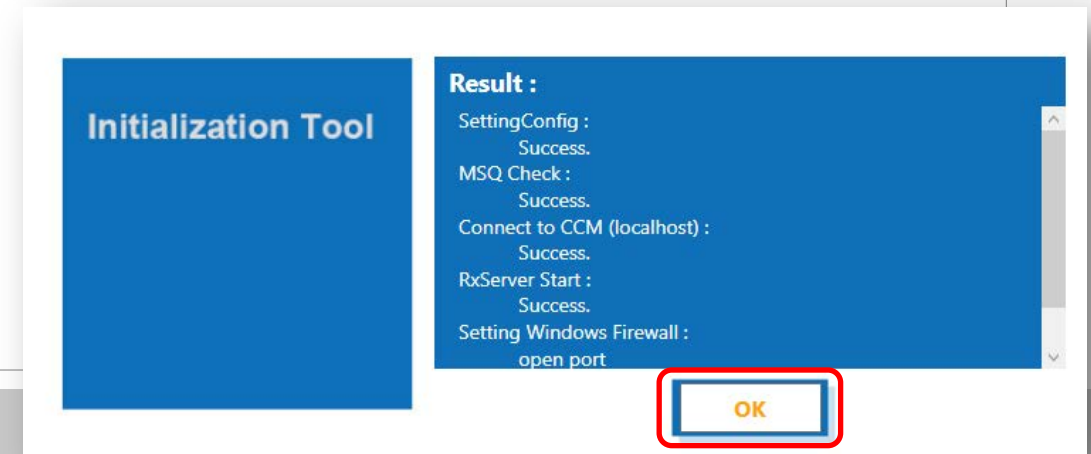 Initialization Tool
Result :
SettingConfig :
Success.
MSQ Check :
Success.
Connect to CCM (localhost) :
Success.
RxServer Start :
Success.
Setting Windows Firewall :
open port
OK